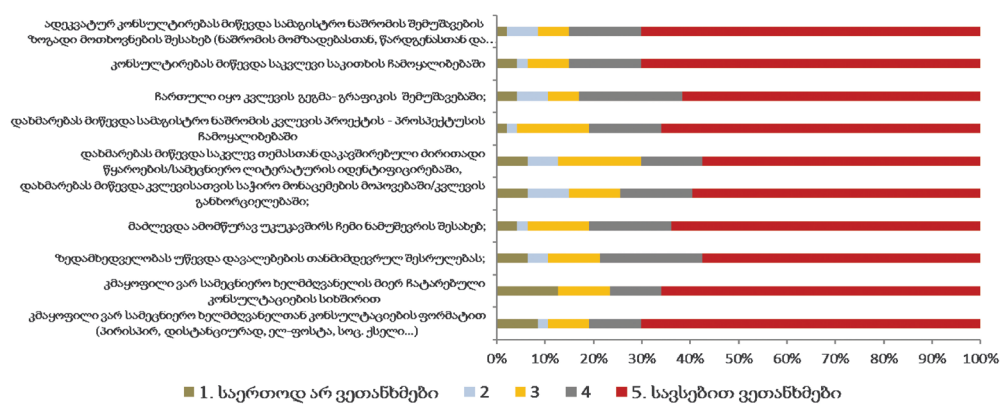 ადეკვატურ კონსულტირებას მიწევდა სამაგისტრო ნაშრომის შემუშავების
ზოგადი მოთხოვნების შესახებ (ნაშრომის მომზადებასთან, წარდგენასთან და..
კონსულტირებას მიწევდა საკვლევი საკითხის ჩამოყალიბებაში
ჩართული იყო კვლევის გეგმა- გრაფიკის შემუშავებაში;
დახმარებას მიწევდა სამაგისტრო ნაშრომის კვლევის პროექტის - პროსპექტუსის
ჩამოყალიბებაში
დახმარებას მიწევდა საკვლევ თემასთან დაკავშირებული ძირითადი
წყაროების/სამეცნიერო ლიტერატურის იდენტიფიცირებაში,
დახმარებას მიწევდა კვლევისათვის საჭირო მონაცემების მოპოვებაში/კვლევის
განხორციელებაში;
მაძლევდა ამომწურავ უკუკავშირს ჩემი ნამუშევრის შესახებ;
ზედამხედველობას უწევდა დავალებების თანმიმდევრულ შესრულებას;
კმაყოფილი ვარ სამეცნიერო ხელმძღვანელის მიერ ჩატარებული
კონსულტაციების სიხშირით
კმაყოფილი ვარ სამეცნიერო ხელმძღვანელთან კონსულტაციების ფორმატით
(პირისპირ, დისტანციურად, ელ-ფოსტა, სოც. ქსელი...)
0% 10% 20% 30% 40% 50% 60% 70% 80% 90% 100%
1. საერთოდ არ ვეთანხმები 2 3 4 5. სავსებით ვეთანხმები